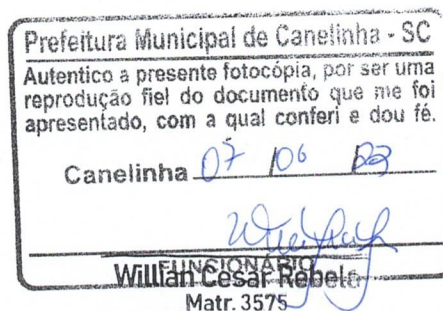 Prefeitura Municipal de Canelinha - SC
Autentico a presente fotocópia, por ser uma
reprodução fiel do documento que me foi
apresentado, com a qual conferi e dou fé.
Canelinha 07 / 06 / 23
FUNCIONÁRIO
Willian Cesar Rebelo
Matr. 3575